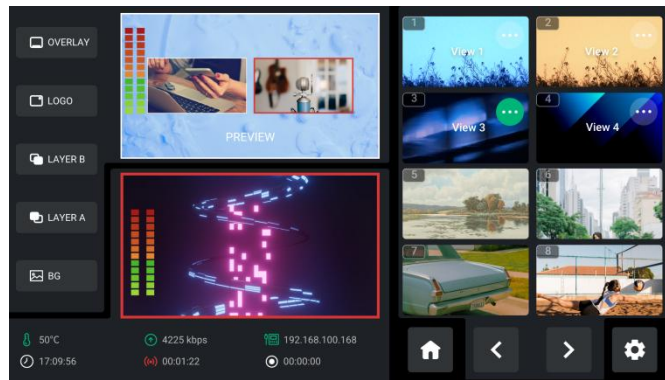 OVERLAY
LOGO
LAYER B
LAYER A
BG
PREVIEW
1
View 1
2
View 2
3
View 3
4
View 4
5
6
7
8
50°C
4225 kbps
192.168.100.168
17:09:56
00:01:22
00:00:00